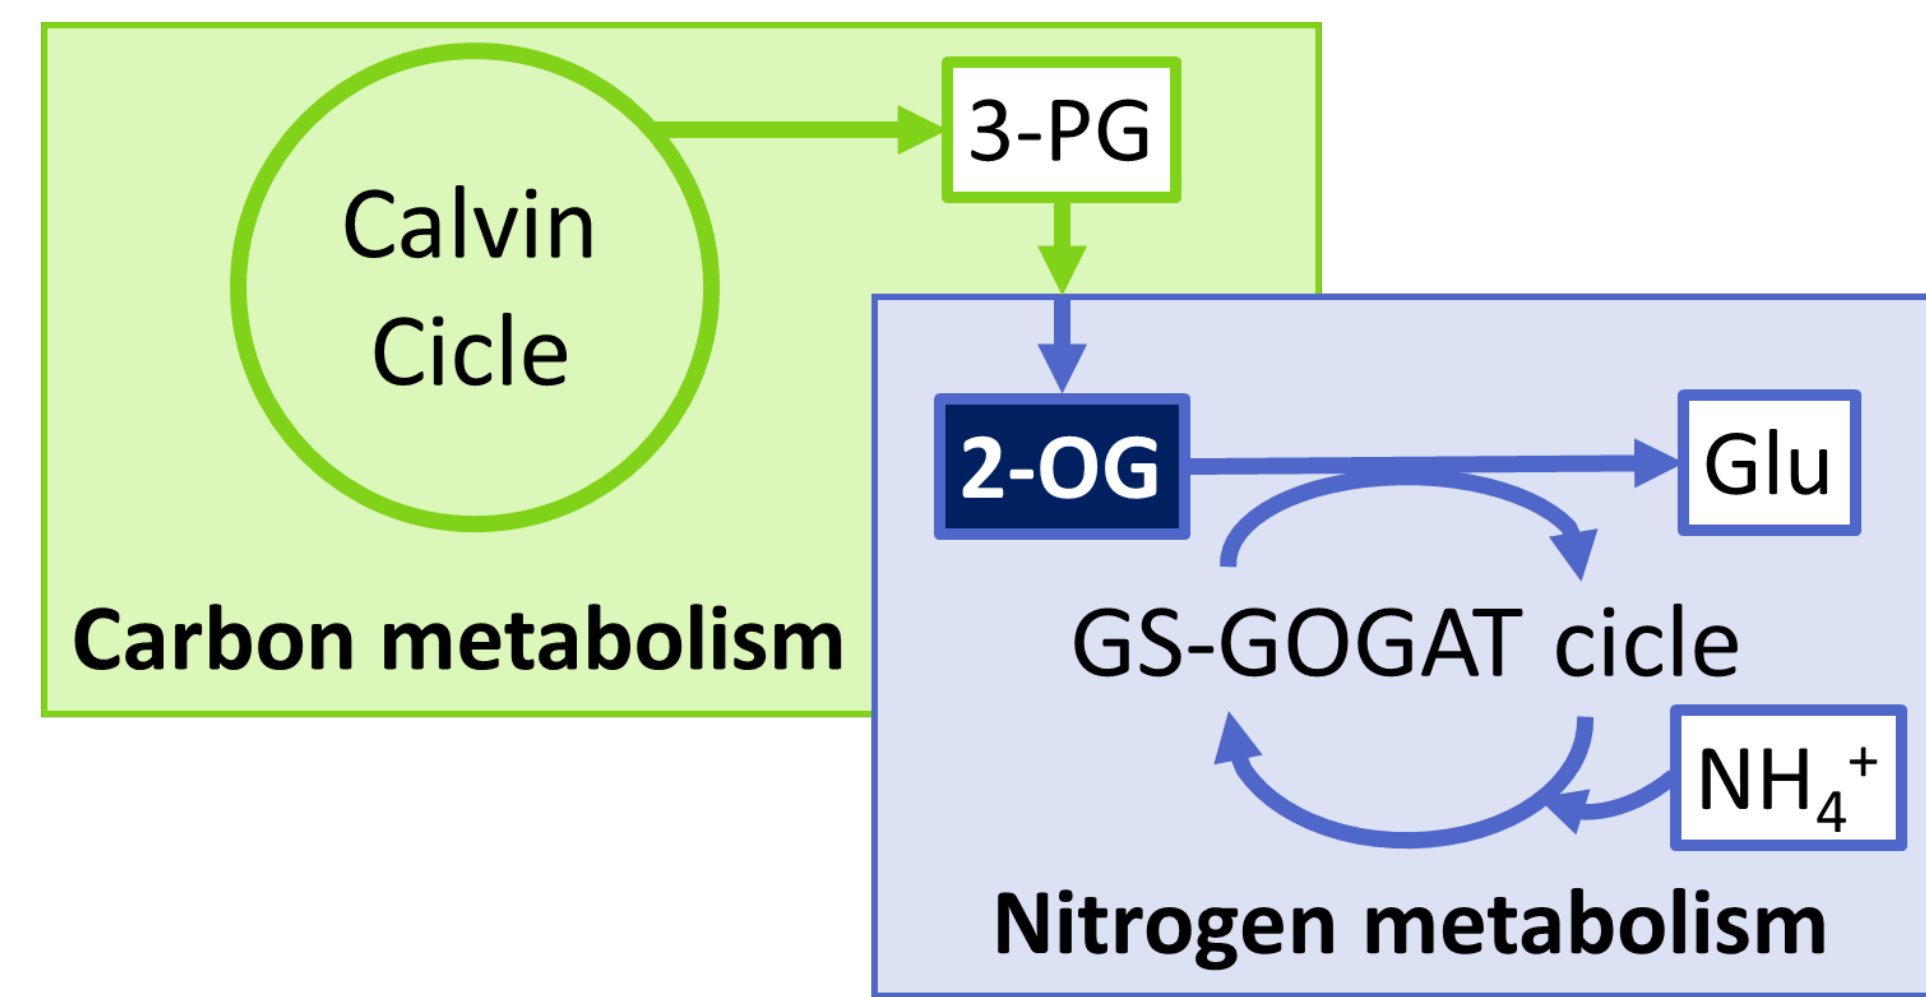 3-PG
Calvin
Cicle
Carbon metabolism
2-OG
Glu
GS-GOGAT cicle
NH₄⁺
Nitrogen metabolism